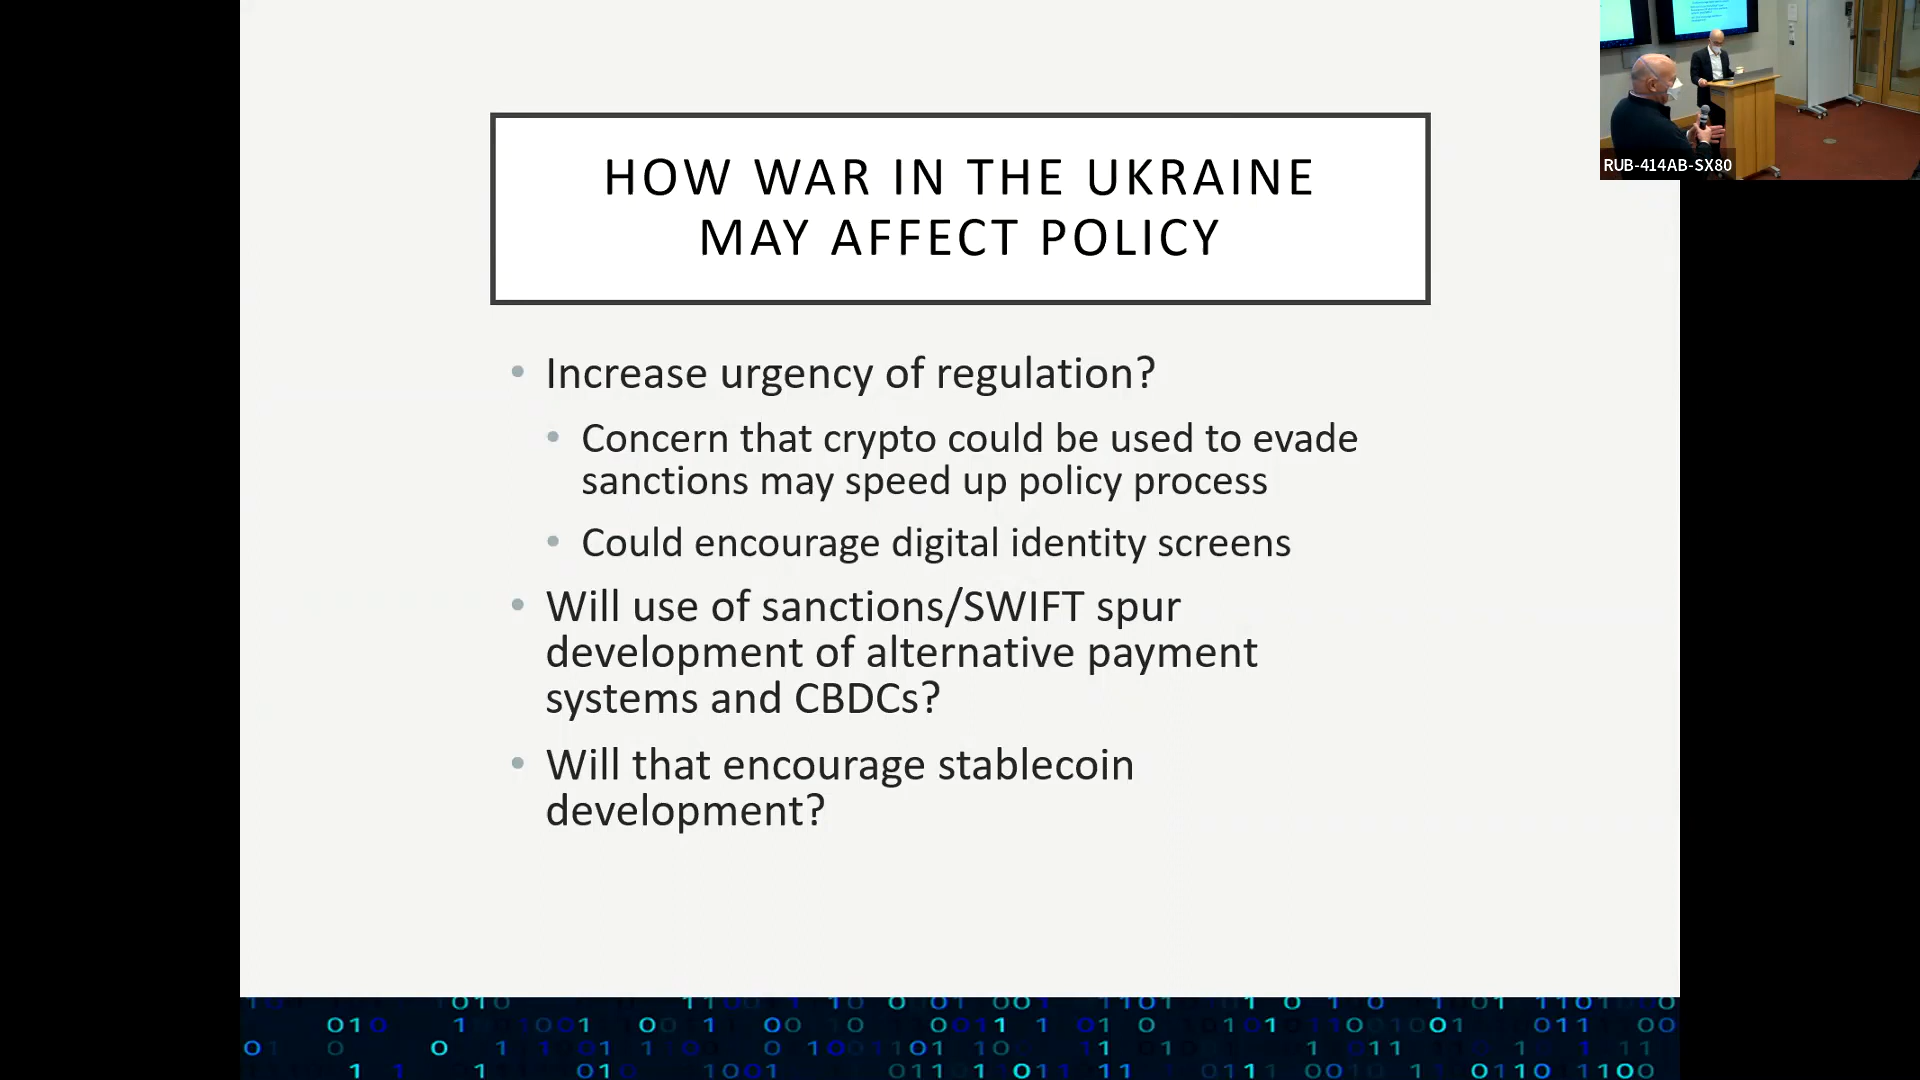 HOW WAR IN THE UKRAINE
MAY AFFECT POLICY
RUB-414AB-SX80
• Increase urgency of regulation?
• Concern that crypto could be used to evade
sanctions may speed up policy process
• Could encourage digital identity screens
• Will use of sanctions/SWIFT spur
development of alternative payment
systems and CBDCs?
• Will that encourage stablecoin
development?